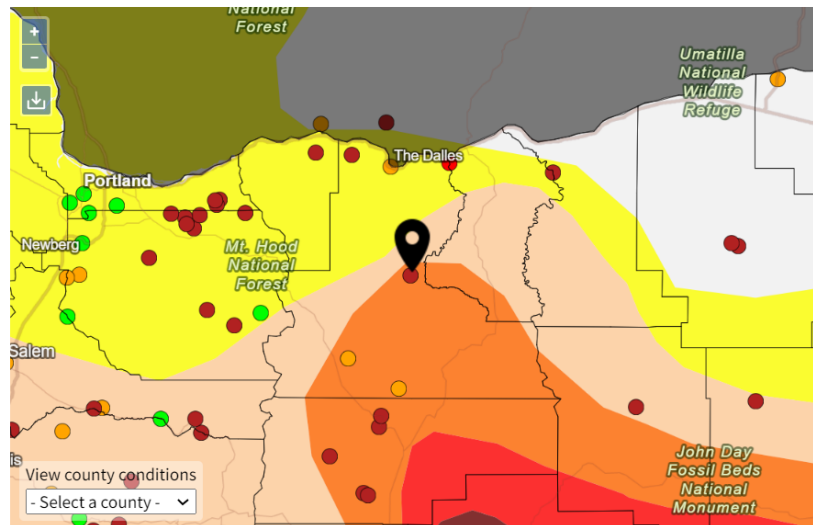 National
Forest
+
−
Umatilla
National
Wildlife
Refuge
The Dalles
Portland
Newberg
Mt. Hood
National
Forest
Salem
is
John Day
Fossil Beds
National
Monument
View county conditions
- Select a county -